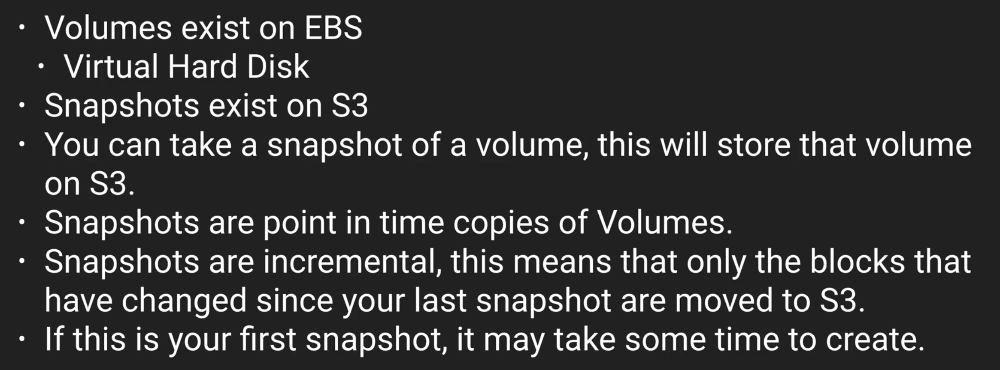 • Volumes exist on EBS
• Virtual Hard Disk
• Snapshots exist on S3
• You can take a snapshot of a volume, this will store that volume
on S3.
• Snapshots are point in time copies of Volumes.
• Snapshots are incremental, this means that only the blocks that
have changed since your last snapshot are moved to S3.
• If this is your first snapshot, it may take some time to create.